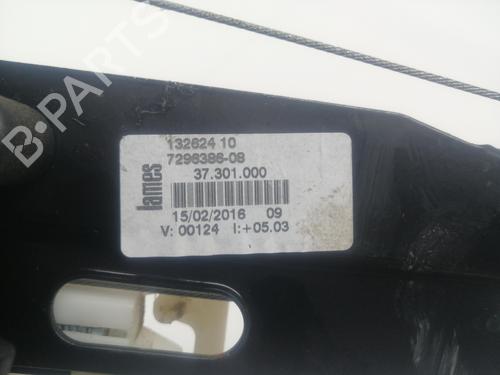 B-PARTS
132624 10
7296386-08
lames
37.301.000
15/02/2016 09
V: 00124 I:+05.03